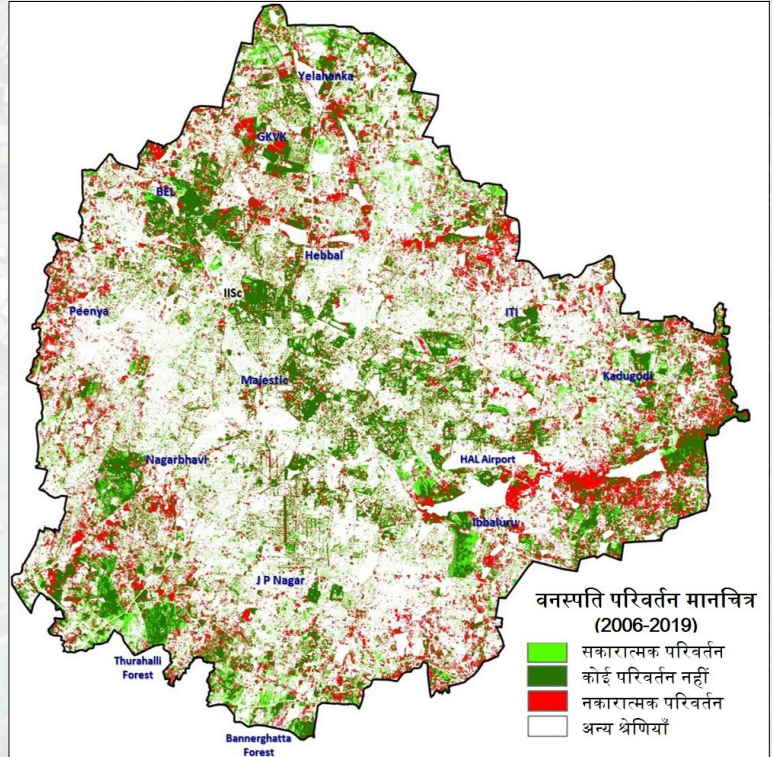 Yelahanka
GKVK
BEL
Hebbal
IISc
Peenya
ITI
Majestic
Kadugodi
Nagarbhavi
HAL Airport
Ibbaluru
J P Nagar
Thurahalli
Forest
Bannerghatta
Forest
वनस्पति परिवर्तन मानचित्र
(2006-2019)
सकारात्मक परिवर्तन
कोई परिवर्तन नहीं
नकारात्मक परिवर्तन
अन्य श्रेणियाँ